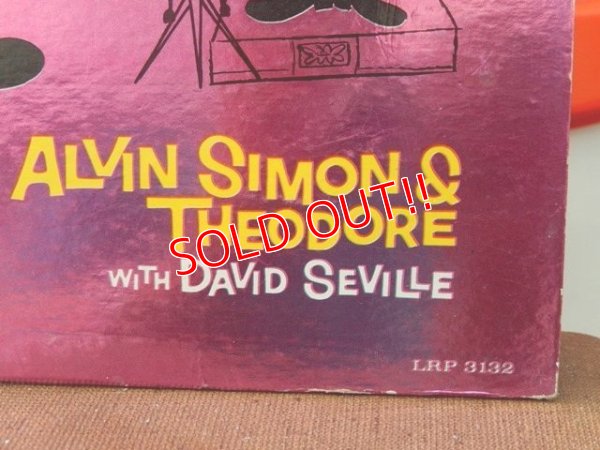 ALVIN SIMON &
THEODORE
SOLD OUT!!
WITH DAVID SEVILLE
LRP 3132